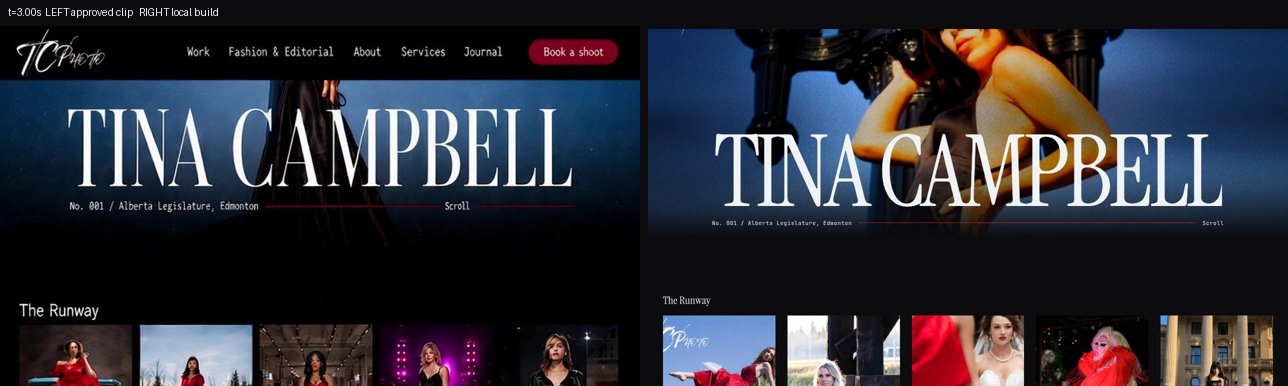 t=3.00s LEFT approved clip RIGHT local build
TCPHOTO
Work Fashion & Editorial About Services Journal Book a shoot
TINA CAMPBELL
No. 001 / Alberta Legislature, Edmonton Scroll
The Runway
TINA CAMPBELL
No. 001 / Alberta Legislature, Edmonton Scroll
The Runway
CPHOTO